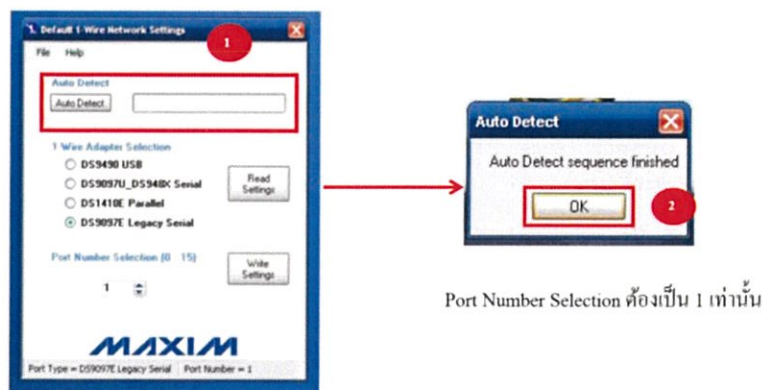 Default 1-Wire Network Settings
1
File Help
Auto Detect
Auto Detect
1 Wire Adapter Selection
DS9490 USB
DS9097U_DS948X Serial
DS1410E Parallel
DS9097E Legacy Serial
Read
Settings
Port Number Selection (0 15)
1
Write
Settings
MAXIM
Port Type = DS9097E Legacy Serial Port Number = 1
Auto Detect
Auto Detect sequence finished
OK
2
Port Number Selection ต้องเป็น 1 เท่านั้น